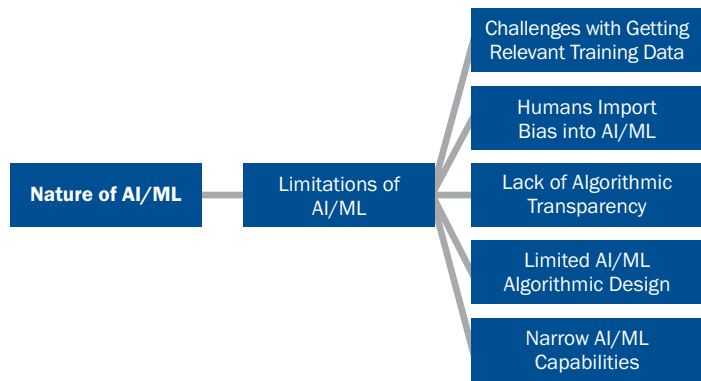 Nature of AI/ML
Limitations of
AI/ML
Challenges with Getting
Relevant Training Data
Humans Import
Bias into AI/ML
Lack of Algorithmic
Transparency
Limited AI/ML
Algorithmic Design
Narrow AI/ML
Capabilities